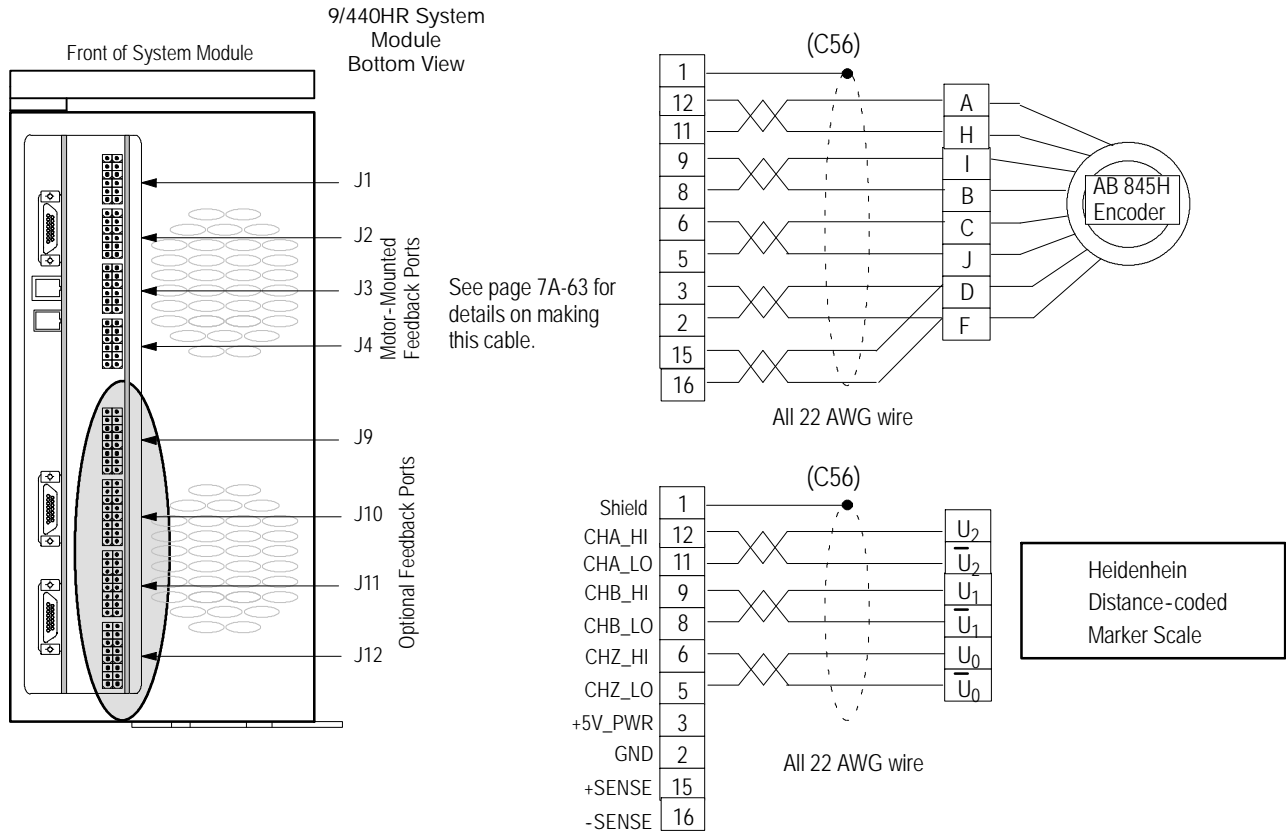 9/440HR System
Module
Bottom View
Front of System Module
J1
J2
J3
J4
Motor-Mounted
Feedback Ports
J9
J10
J11
J12
Optional Feedback Ports
See page 7A-63 for
details on making
this cable.
(C56)
1
12
11
9
8
6
5
3
2
15
16
A
H
I
B
C
J
D
F
AB 845H
Encoder
All 22 AWG wire
(C56)
Shield 1
CHA_HI 12
CHA_LO 11
CHB_HI 9
CHB_LO 8
CHZ_HI 6
CHZ_LO 5
+5V_PWR 3
GND 2
+SENSE 15
-SENSE 16
U₂
U̅₂
U₁
U̅₁
U₀
U̅₀
All 22 AWG wire
Heidenhein
Distance-coded
Marker Scale